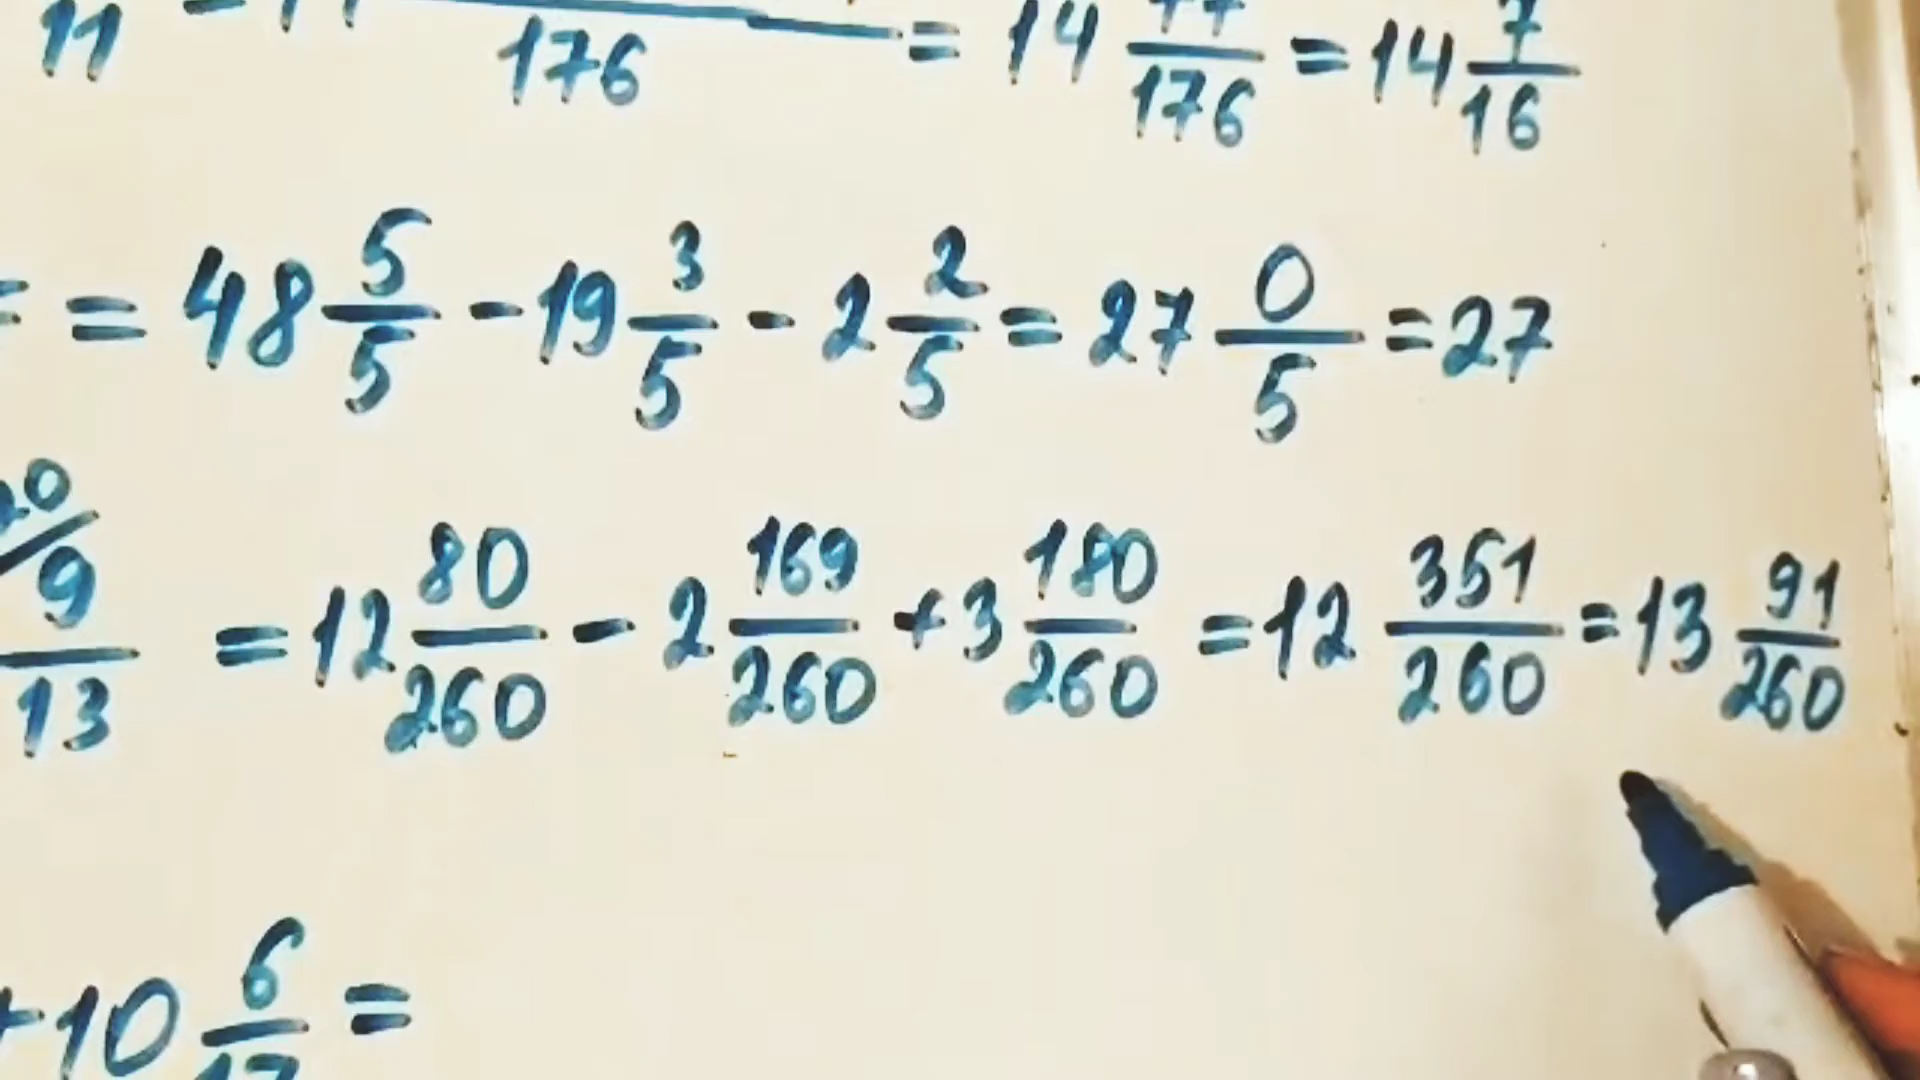 11 = 176 = 14 77/176 = 14 7/16
= 48 5/5 - 19 3/5 - 2 2/5 = 27 0/5 = 27
20/ 9/13 = 12 80/260 - 2 169/260 + 3 180/260 = 12 351/260 = 13 91/260
+ 10 6/17 =